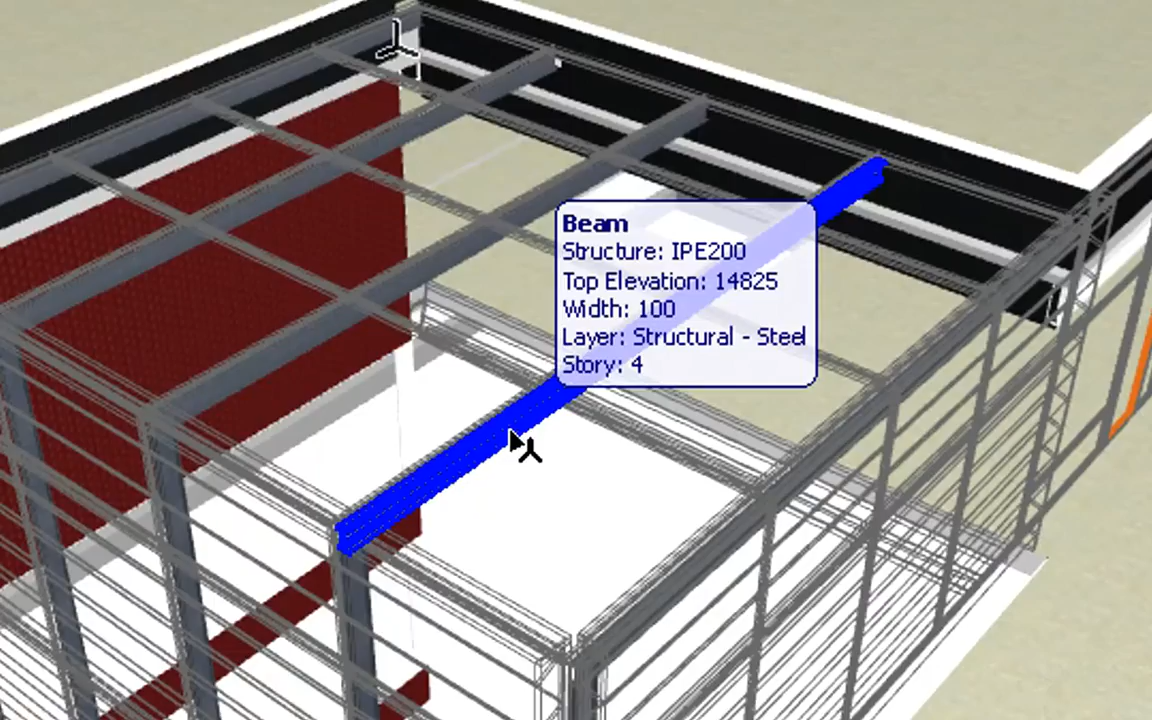 Beam
Structure: IPE200
Top Elevation: 14825
Width: 100
Layer: Structural - Steel
Story: 4